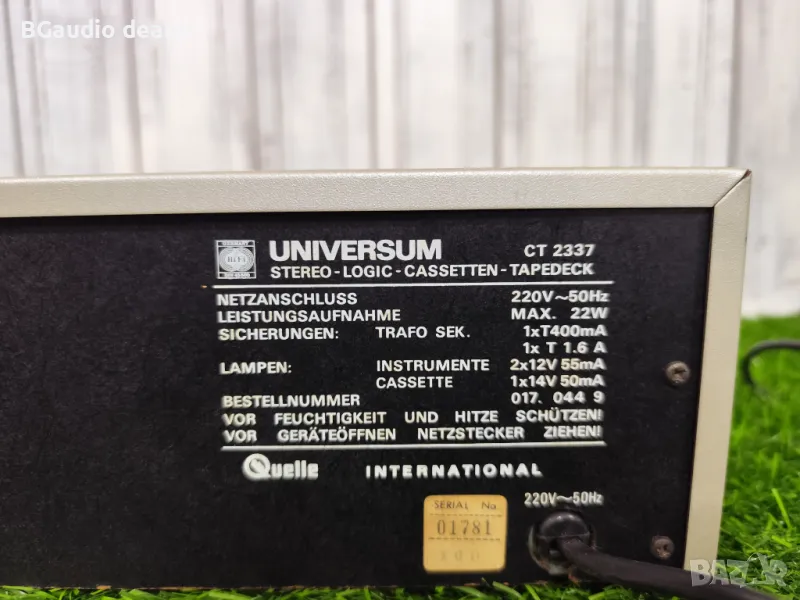 BGaudio dea
UNIVERSUM CT 2337
STEREO-LOGIC-CASSETTEN-TAPEDECK
NETZANSCHLUSS 220V~50Hz
LEISTUNGSAUFNAHME MAX. 22W
SICHERUNGEN: TRAFO SEK. 1xT400mA
1x T 1.6 A
LAMPEN: INSTRUMENTE 2x12V 55mA
CASSETTE 1x14V 50mA
BESTELLNUMMER 017. 044 9
VOR FEUCHTIGKEIT UND HITZE SCHÜTZEN!
VOR GERÄTEÖFFNEN NETZSTECKER ZIEHEN!
Quelle INTERNATIONAL
220V~50Hz
SERIAL No.
01781
BAZAR